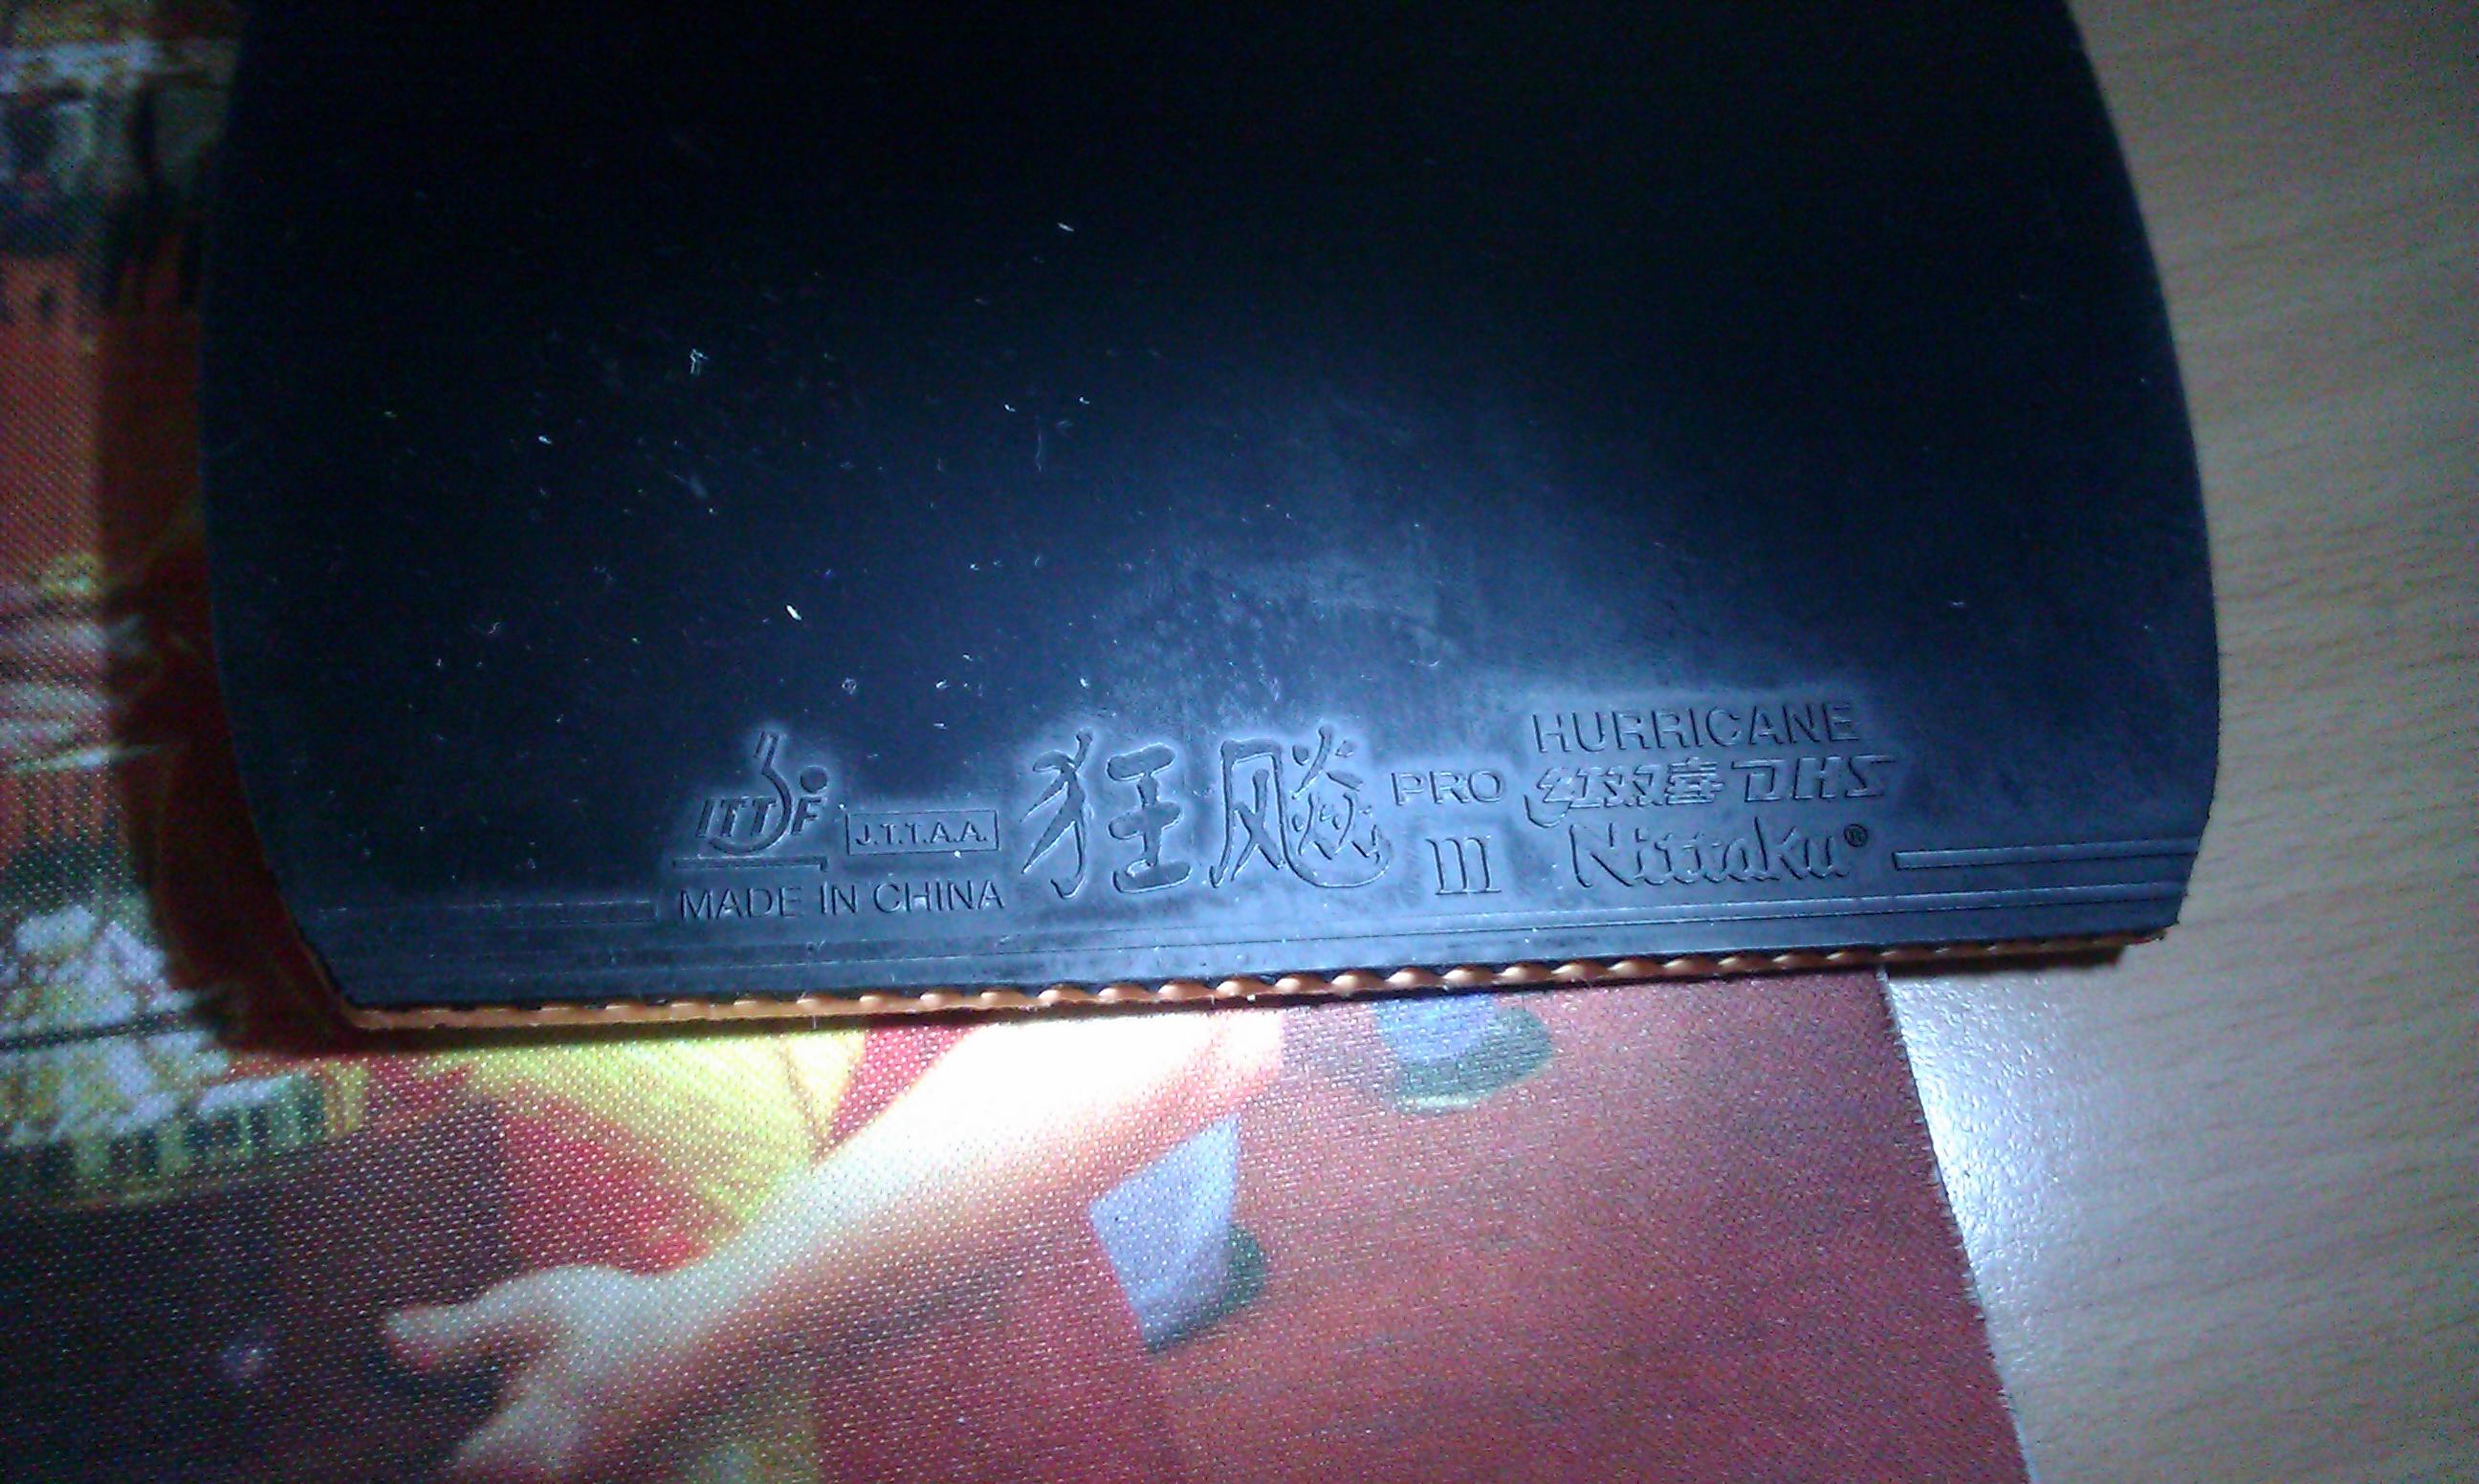 ITTF
J.T.T.A.A.
MADE IN CHINA
狂飚
PRO
III
HURRICANE
红双喜 DHS
Nittaku®